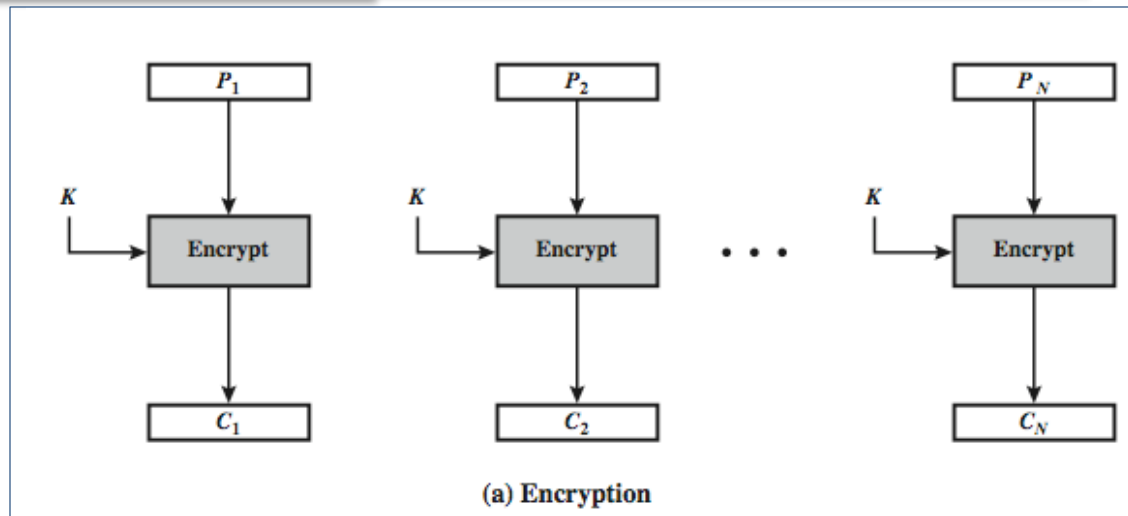 P1 P2 PN
K K K
Encrypt Encrypt • • • Encrypt
C1 C2 CN
(a) Encryption